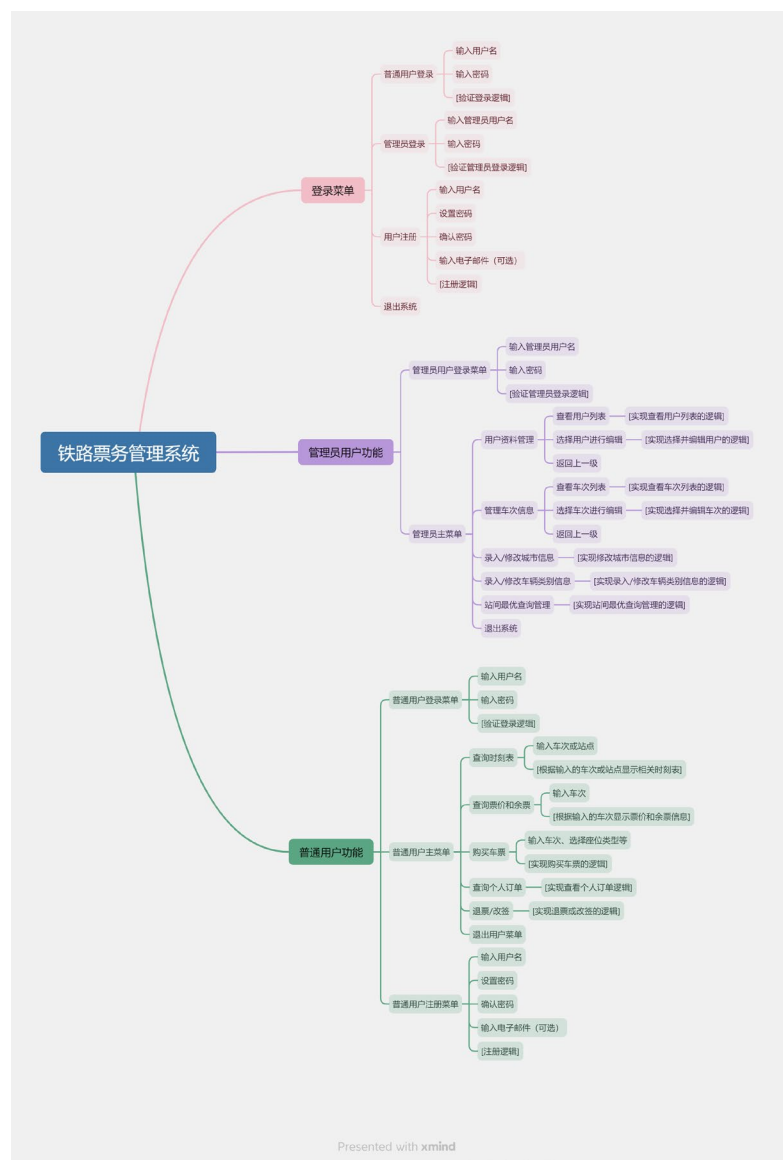 铁路票务管理系统
登录菜单
普通用户登录
输入用户名
输入密码
[验证登录逻辑]
管理员登录
输入管理员用户名
输入密码
[验证管理员登录逻辑]
用户注册
输入用户名
设置密码
确认密码
输入电子邮件（可选）
[注册逻辑]
退出系统
管理员用户功能
管理员用户登录菜单
输入管理员用户名
输入密码
[验证管理员登录逻辑]
管理员主菜单
用户资料管理
查看用户列表
[实现查看用户列表的逻辑]
选择用户进行编辑
[实现选择并编辑用户的逻辑]
返回上一级
管理车次信息
查看车次列表
[实现查看车次列表的逻辑]
选择车次进行编辑
[实现选择并编辑车次的逻辑]
返回上一级
录入/修改城市信息
[实现修改城市信息的逻辑]
录入/修改车辆类别信息
[实现录入/修改车辆类别信息的逻辑]
站间最优查询管理
[实现站间最优查询管理的逻辑]
退出系统
普通用户功能
普通用户登录菜单
输入用户名
输入密码
[验证登录逻辑]
普通用户主菜单
查询时刻表
输入车次或站点
[根据输入的车次或站点显示相关时刻表]
查询票价和余票
输入车次
[根据输入的车次显示票价和余票信息]
购买车票
输入车次、选择座位类型等
[实现购买车票的逻辑]
查询个人订单
[实现查看个人订单逻辑]
退票/改签
[实现退票或改签的逻辑]
退出用户菜单
普通用户注册菜单
输入用户名
设置密码
确认密码
输入电子邮件（可选）
[注册逻辑]
Presented with xmind